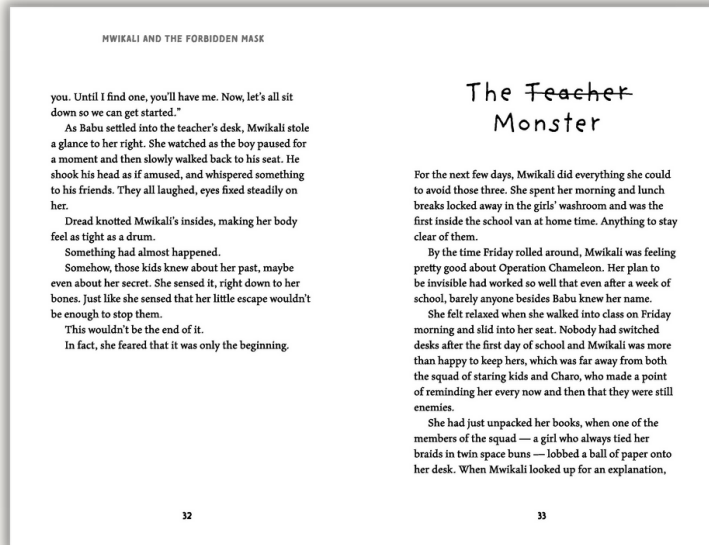 MWIKALI AND THE FORBIDDEN MASK
you. Until I find one, you'll have me. Now, let's all sit
down so we can get started."
As Babu settled into the teacher's desk, Mwikali stole
a glance to her right. She watched as the boy paused for
a moment and then slowly walked back to his seat. He
shook his head as if amused, and whispered something
to his friends. They all laughed, eyes fixed steadily on
her.
Dread knotted Mwikali's insides, making her body
feel as tight as a drum.
Something had almost happened.
Somehow, those kids knew about her past, maybe
even about her secret. She sensed it, right down to her
bones. Just like she sensed that her little escape wouldn't
be enough to stop them.
This wouldn't be the end of it.
In fact, she feared that it was only the beginning.
32
The Teacher
Monster
For the next few days, Mwikali did everything she could
to avoid those three. She spent her morning and lunch
breaks locked away in the girls' washroom and was the
first inside the school van at home time. Anything to stay
clear of them.
By the time Friday rolled around, Mwikali was feeling
pretty good about Operation Chameleon. Her plan to
be invisible had worked so well that even after a week of
school, barely anyone besides Babu knew her name.
She felt relaxed when she walked into class on Friday
morning and slid into her seat. Nobody had switched
desks after the first day of school and Mwikali was more
than happy to keep hers, which was far away from both
the squad of staring kids and Charo, who made a point
of reminding her every now and then that they were still
enemies.
She had just unpacked her books, when one of the
members of the squad — a girl who always tied her
braids in twin space buns — lobbed a ball of paper onto
her desk. When Mwikali looked up for an explanation,
33